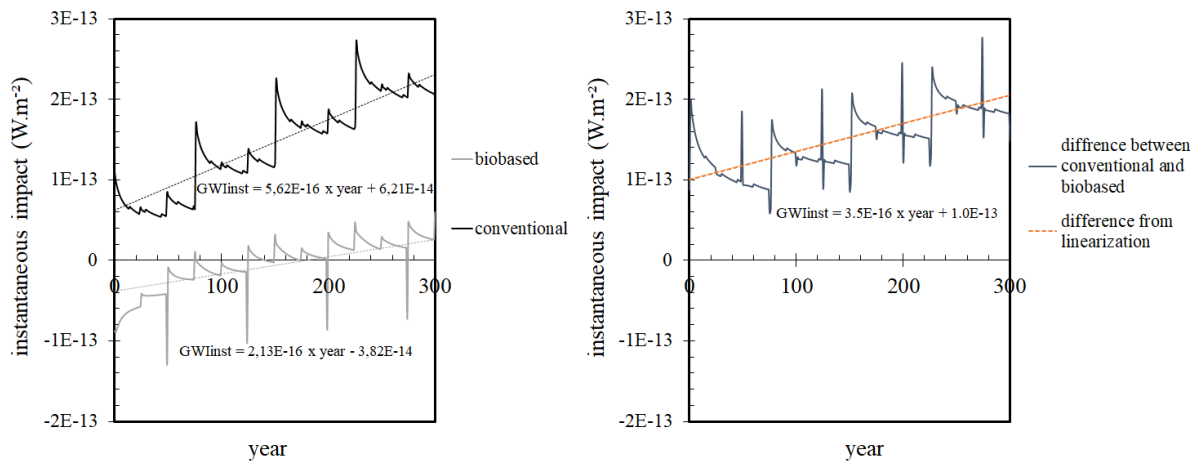 3E-13
2E-13
1E-13
0
-1E-13
-2E-13
instantaneous impact (W.m⁻²)
0
100
200
300
year
GWIinst = 5,62E-16 x year + 6,21E-14
GWIinst = 2,13E-16 x year - 3,82E-14
biobased
conventional
3E-13
2E-13
1E-13
0
-1E-13
-2E-13
instantaneous impact (W.m⁻²)
0
100
200
300
year
GWIinst = 3.5E-16 x year + 1.0E-13
diffrence between
conventional and
biobased
difference from
linearization